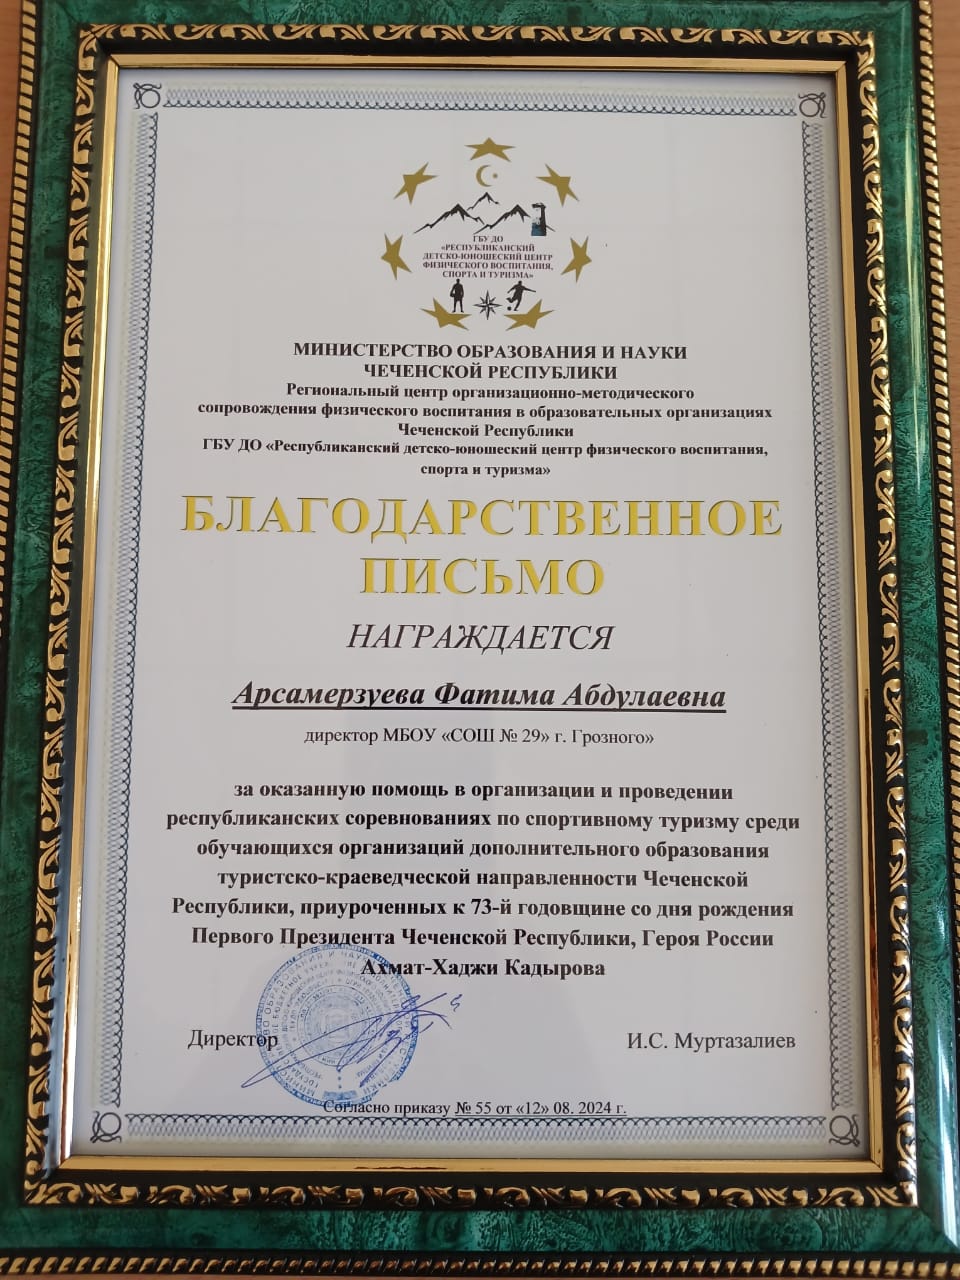 ГБУ ДО
«РЕСПУБЛИКАНСКИЙ
ДЕТСКО-ЮНОШЕСКИЙ ЦЕНТР
ФИЗИЧЕСКОГО ВОСПИТАНИЯ,
СПОРТА И ТУРИЗМА»
МИНИСТЕРСТВО ОБРАЗОВАНИЯ И НАУКИ
ЧЕЧЕНСКОЙ РЕСПУБЛИКИ
Региональный центр организационно-методического
сопровождения физического воспитания в образовательных организациях
Чеченской Республики
ГБУ ДО «Республиканский детско-юношеский центр физического воспитания,
спорта и туризма»
БЛАГОДАРСТВЕННОЕ
ПИСЬМО
НАГРАЖДАЕТСЯ
Арсамерзуева Фатима Абдулаевна
директор МБОУ «СОШ № 29» г. Грозного»
за оказанную помощь в организации и проведении
республиканских соревнованиях по спортивному туризму среди
обучающихся организаций дополнительного образования
туристско-краеведческой направленности Чеченской
Республики, приуроченных к 73-й годовщине со дня рождения
Первого Президента Чеченской Республики, Героя России
Ахмат-Хаджи Кадырова
Директор
И.С. Муртазалиев
Согласно приказу № 55 от «12» 08. 2024 г.